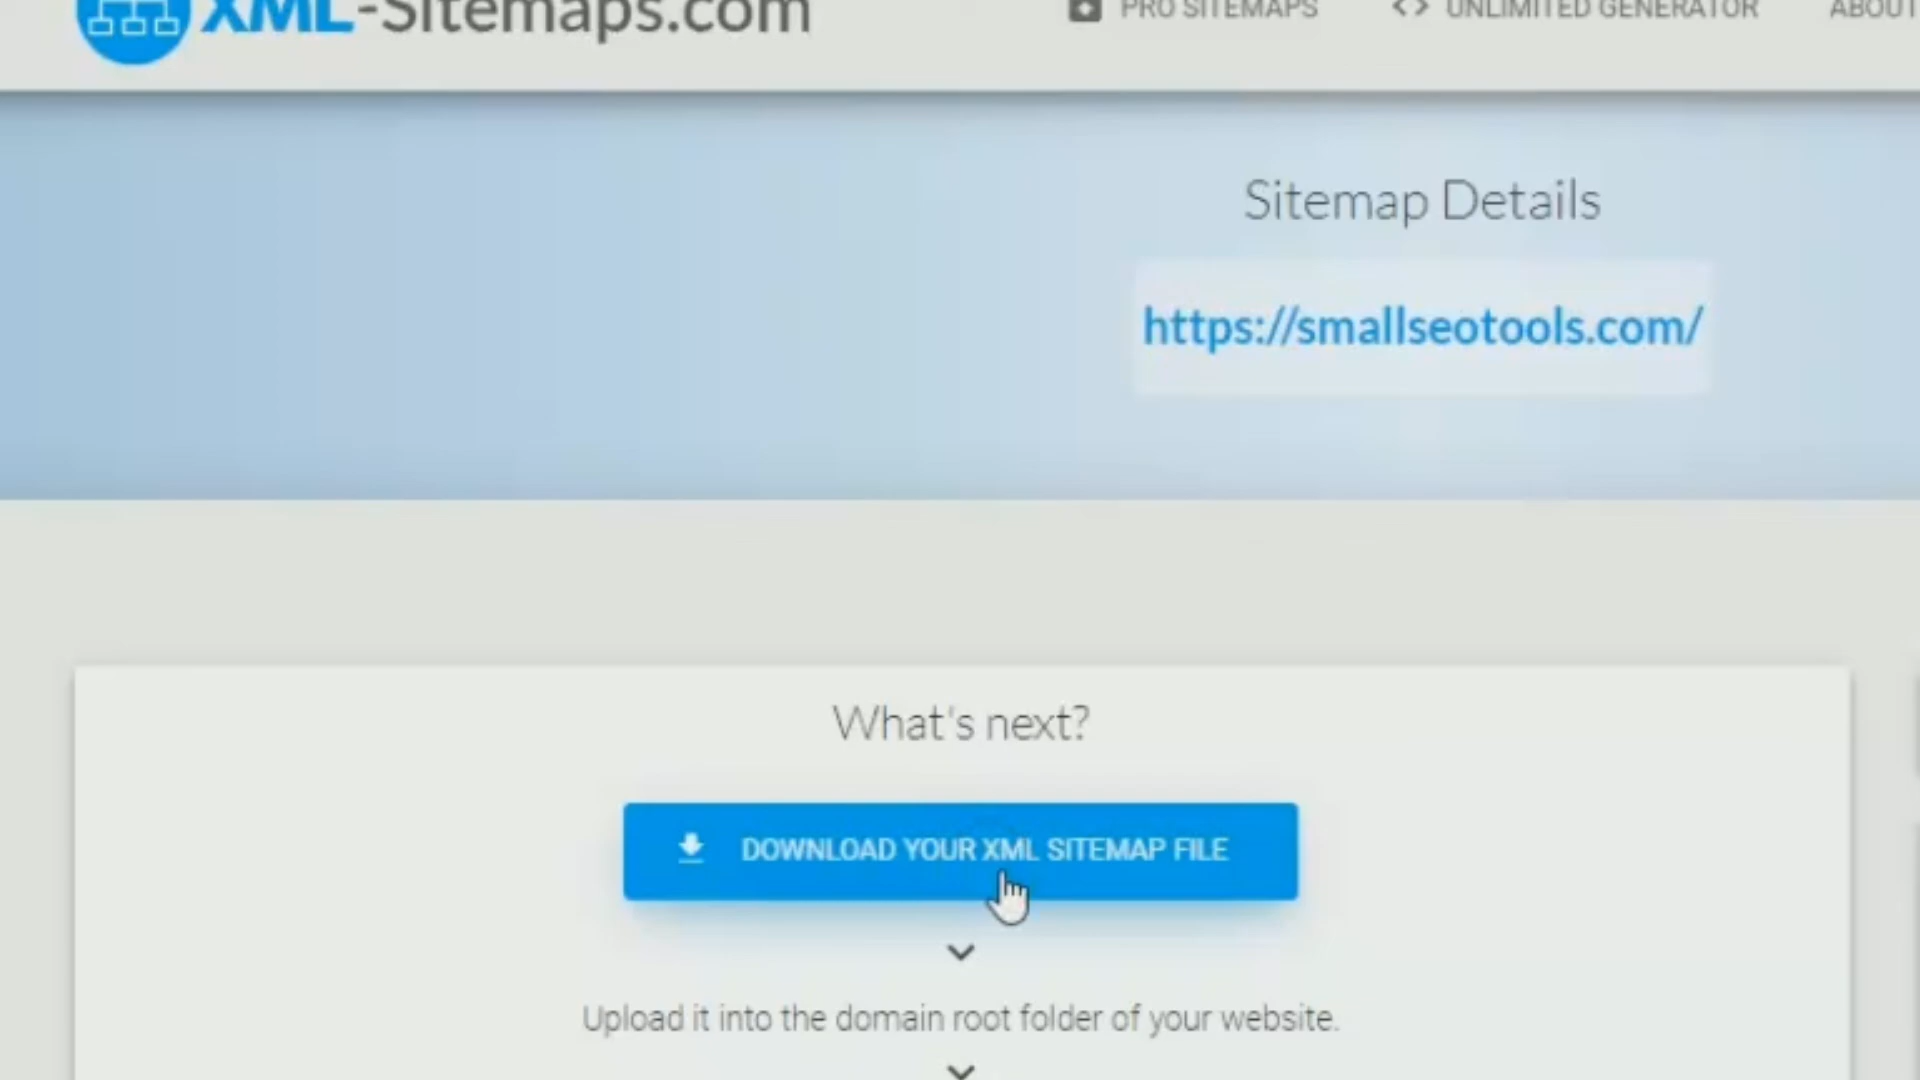 XML-Sitemaps.com
PRO SITEMAPS
<> UNLIMITED GENERATOR
ABOUT
Sitemap Details
https://smallseotools.com/
What's next?
DOWNLOAD YOUR XML SITEMAP FILE
Upload it into the domain root folder of your website.